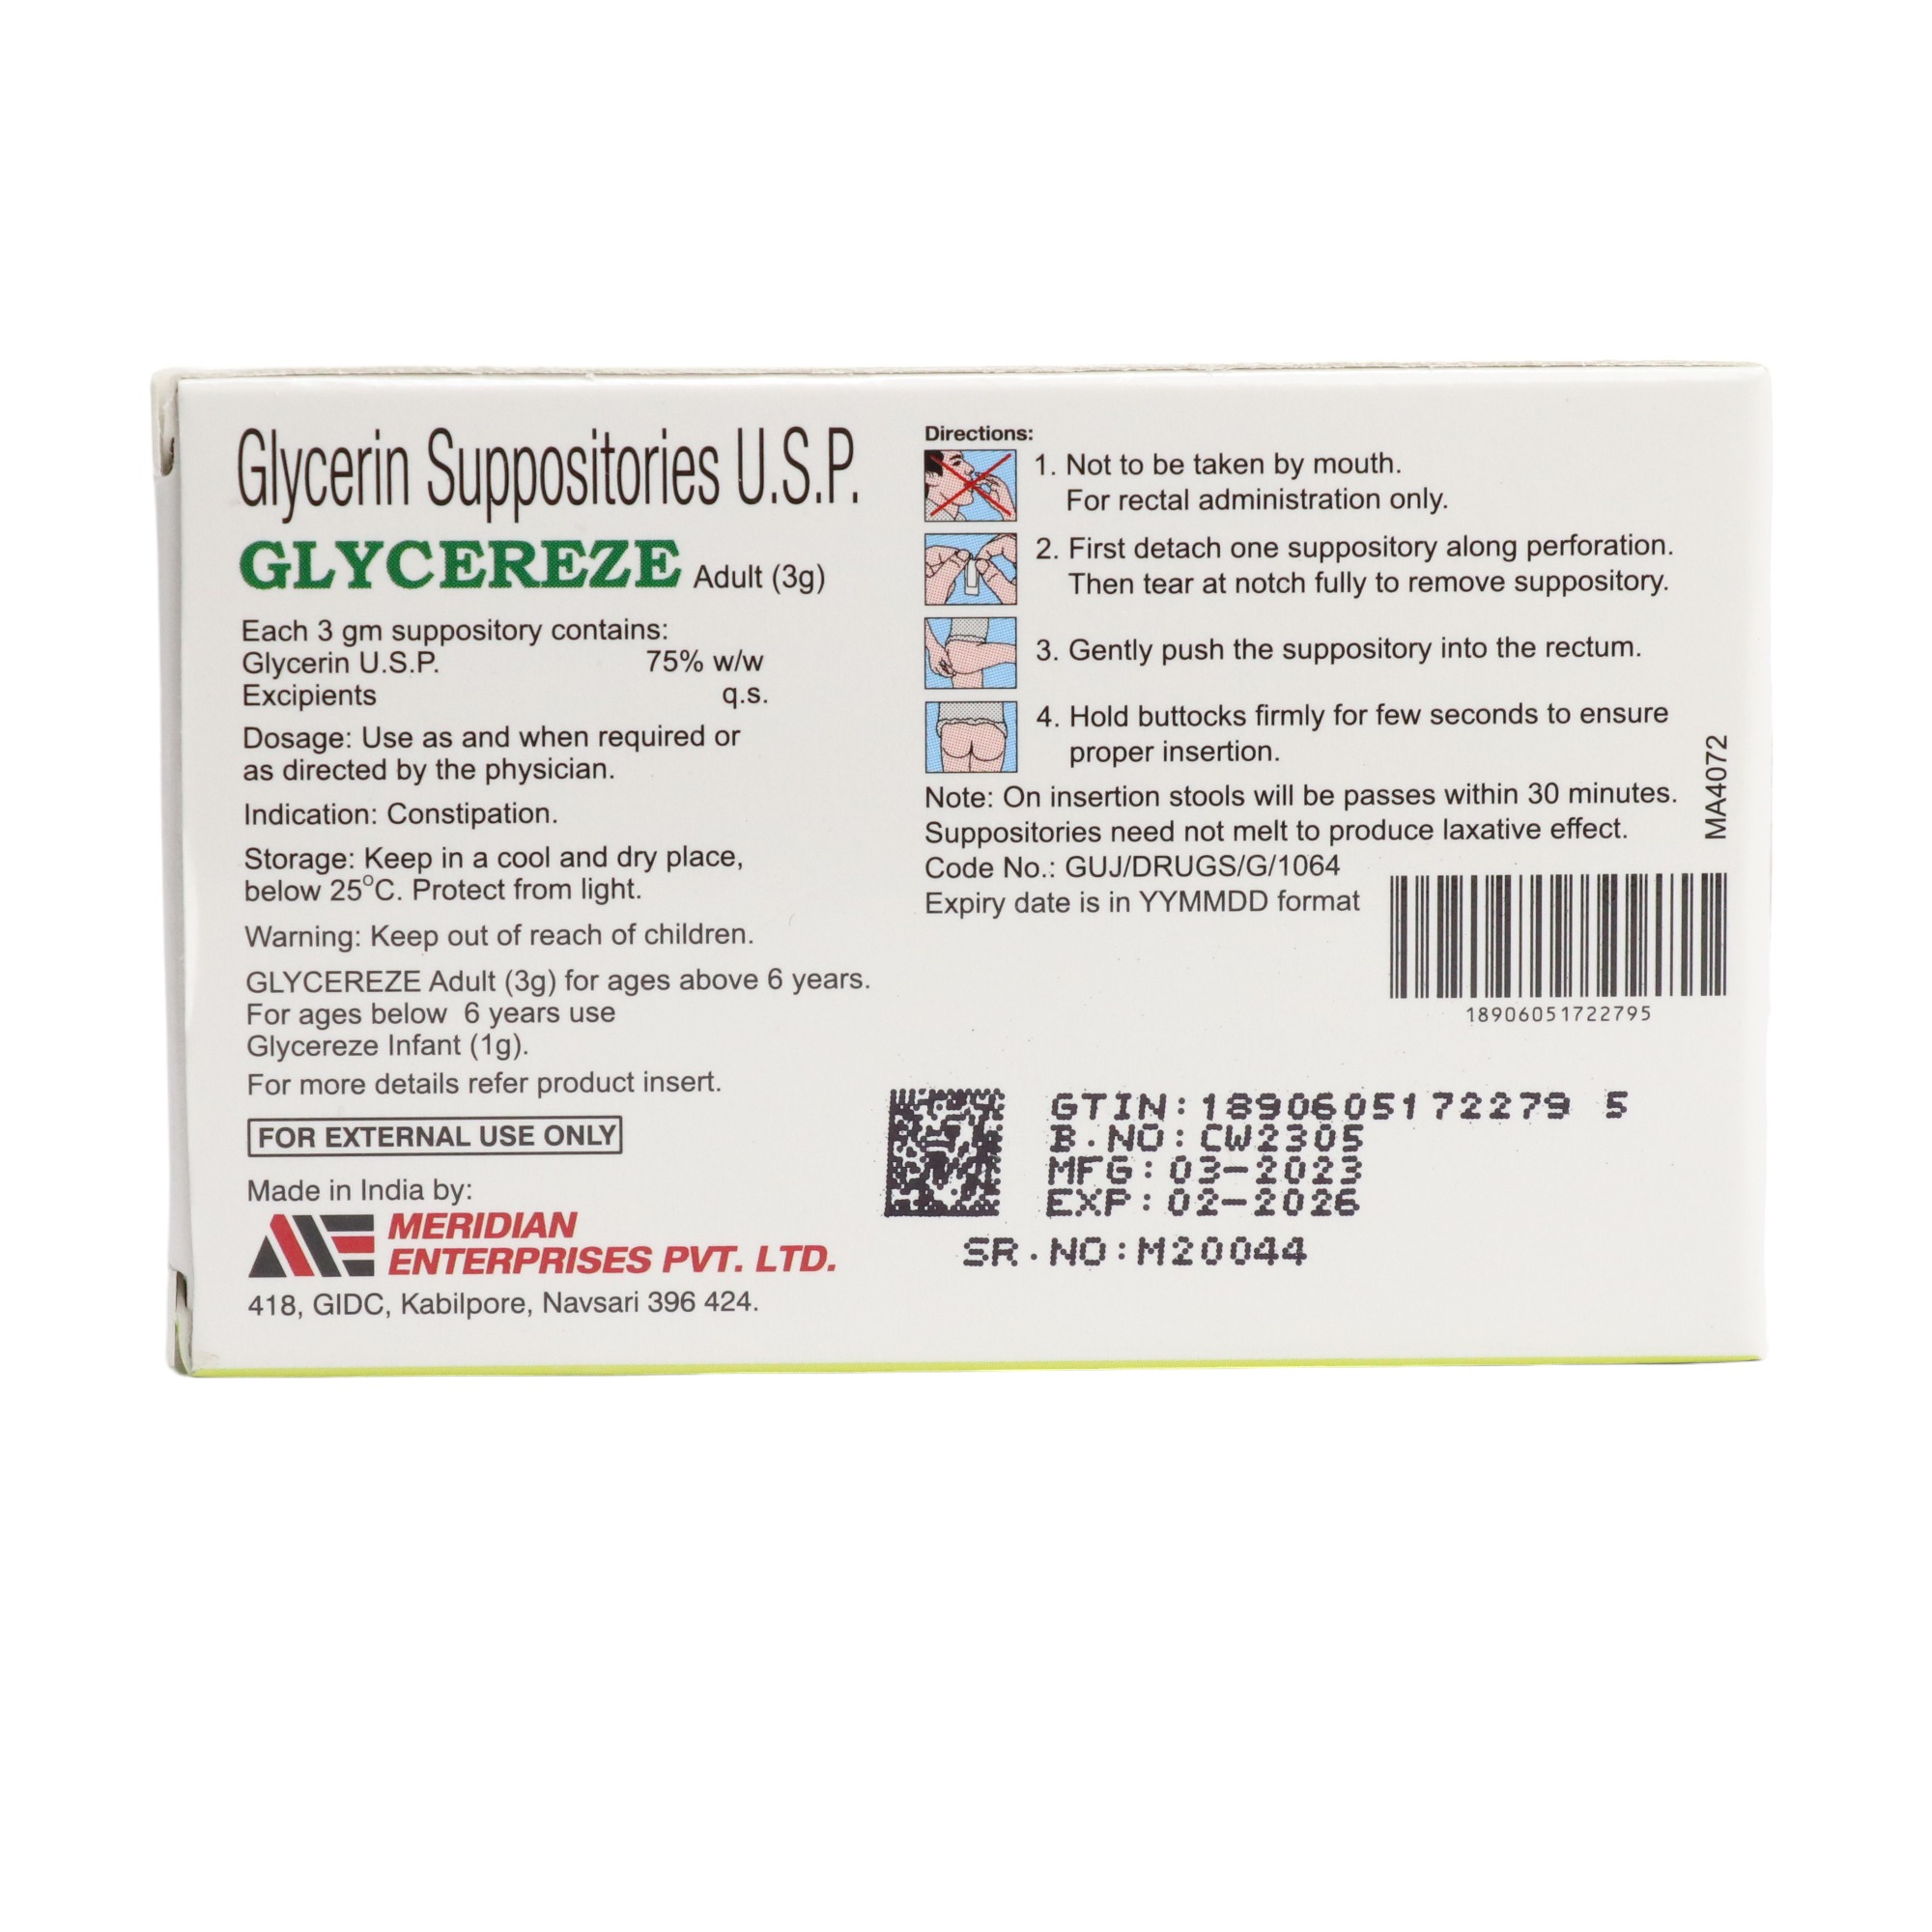 Glycerin Suppositories U.S.P.
GLYCEREZE Adult (3g)
Each 3 gm suppository contains:
Glycerin U.S.P. 75% w/w
Excipients q.s.
Dosage: Use as and when required or
as directed by the physician.
Indication: Constipation.
Storage: Keep in a cool and dry place,
below 25°C. Protect from light.
Warning: Keep out of reach of children.
GLYCEREZE Adult (3g) for ages above 6 years.
For ages below 6 years use
Glycereze Infant (1g).
For more details refer product insert.
FOR EXTERNAL USE ONLY
Made in India by:
MERIDIAN
ENTERPRISES PVT. LTD.
418, GIDC, Kabilpore, Navsari 396 424.
Directions:
1. Not to be taken by mouth.
For rectal administration only.
2. First detach one suppository along perforation.
Then tear at notch fully to remove suppository.
3. Gently push the suppository into the rectum.
4. Hold buttocks firmly for few seconds to ensure
proper insertion.
Note: On insertion stools will be passes within 30 minutes.
Suppositories need not melt to produce laxative effect.
Code No.: GUJ/DRUGS/G/1064
Expiry date is in YYMMDD format
MA4072
18906051722795
GTIN:1890605172279 5
B.NO:CW2305
MFG:03-2023
EXP:02-2026
SR.NO:M20044